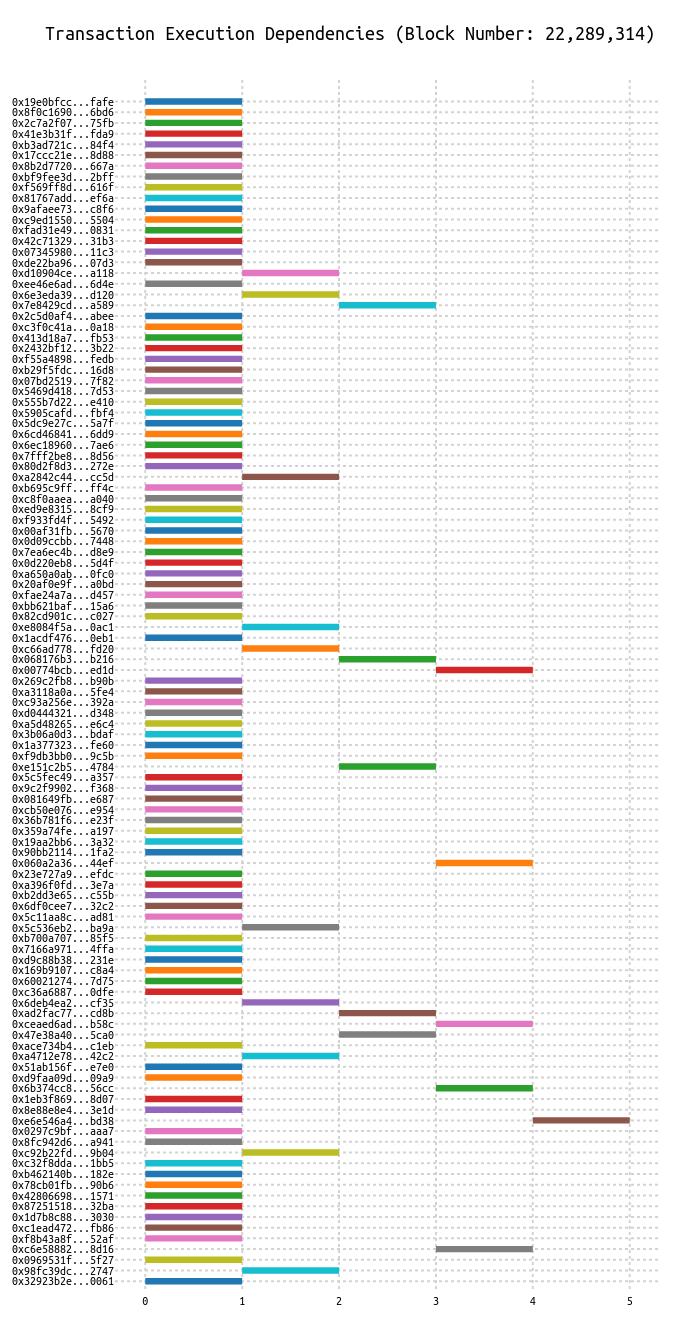 Transaction Execution Dependencies (Block Number: 22,289,314)
0x19e0bfcc...fafe
0x8f0c1690...6bd6
0x2c7a2f07...75fb
0x41e3b31f...fda9
0xb3ad721c...84f4
0x17ccc21e...8d88
0x8b2d7720...667a
0xbf9fee3d...2bff
0xf569ff8d...616f
0x81767add...ef6a
0x9afaee73...c8f6
0xc9ed1550...5504
0xfad31e49...0831
0x42c71329...31b3
0x07345980...11c3
0xde22ba96...07d3
0xd10904ce...a118
0xee46e6ad...6d4e
0x6e3eda39...d120
0x7e8429cd...a589
0x2c5d0af4...abee
0xc3f0c41a...0a18
0x413d18a7...fb53
0x2432bf12...3b22
0xf55a4898...fedb
0xb29f5fdc...16d8
0x07bd2519...7f82
0x5469d418...7d53
0x555b7d22...e410
0x5905cafd...fbf4
0x5dc9e27c...5a7f
0x6cd46841...6dd9
0x6ec18960...7ae6
0x7fff2be8...8d56
0x80d2f8d3...272e
0xa2842c44...cc5d
0xb695c9ff...ff4c
0xc8f0aaea...a040
0xed9e8315...8cf9
0xf933fd4f...5492
0x00af31fb...5670
0x0d09ccbb...7448
0x7ea6ec4b...d8e9
0x0d220eb8...5d4f
0xa650a0ab...0fc0
0x20af0e9f...a0bd
0xfae24a7a...d457
0xbb621baf...15a6
0x82cd901c...c027
0xe8084f5a...0ac1
0x1acdf476...0eb1
0xc66ad778...fd20
0x068176b3...b216
0x00774bcb...ed1d
0x269c2fb8...b90b
0xa3118a0a...5fe4
0xc93a256e...392a
0xd0444321...d348
0xa5d48265...e6c4
0x3b06a0d3...bdaf
0x1a377323...fe60
0xf9db3bb0...9c5b
0xe151c2b5...4784
0x5c5fec49...a357
0x9c2f9902...f368
0x081649fb...e687
0xcb50e076...e954
0x36b781f6...e23f
0x359a74fe...a197
0x19aa2bb6...3a32
0x90bb2114...1fa2
0x060a2a36...44ef
0x23e727a9...efdc
0xa396f0fd...3e7a
0xb2dd3e65...c55b
0x6df0cee7...32c2
0x5c11aa8c...ad81
0x5c536eb2...ba9a
0xb700a707...85f5
0x7166a971...4ffa
0xd9c88b38...231e
0x169b9107...c8a4
0x60021274...7d75
0xc36a6887...0dfe
0x6deb4ea2...cf35
0xad2fac77...cd8b
0xceaed6ad...b58c
0x47e38a40...5ca0
0xace734b4...c1eb
0xa4712e78...42c2
0x51ab156f...e7e0
0xd9faa09d...09a9
0x6b374cc8...56cc
0x1eb3f869...8d07
0x8e88e8e4...3e1d
0xe6e546a4...bd38
0x0297c9bf...aaa7
0x8fc942d6...a941
0xc92b22fd...9b04
0xc32f8dda...1bb5
0xb462140b...182e
0x78cb01fb...90b6
0x42806698...1571
0x87251518...32ba
0x1d7b8c88...3030
0xc1ead472...fb86
0xf8b43a8f...52af
0xc6e58882...8d16
0x0969531f...5f27
0x98fc39dc...2747
0x32923b2e...0061
0 1 2 3 4 5